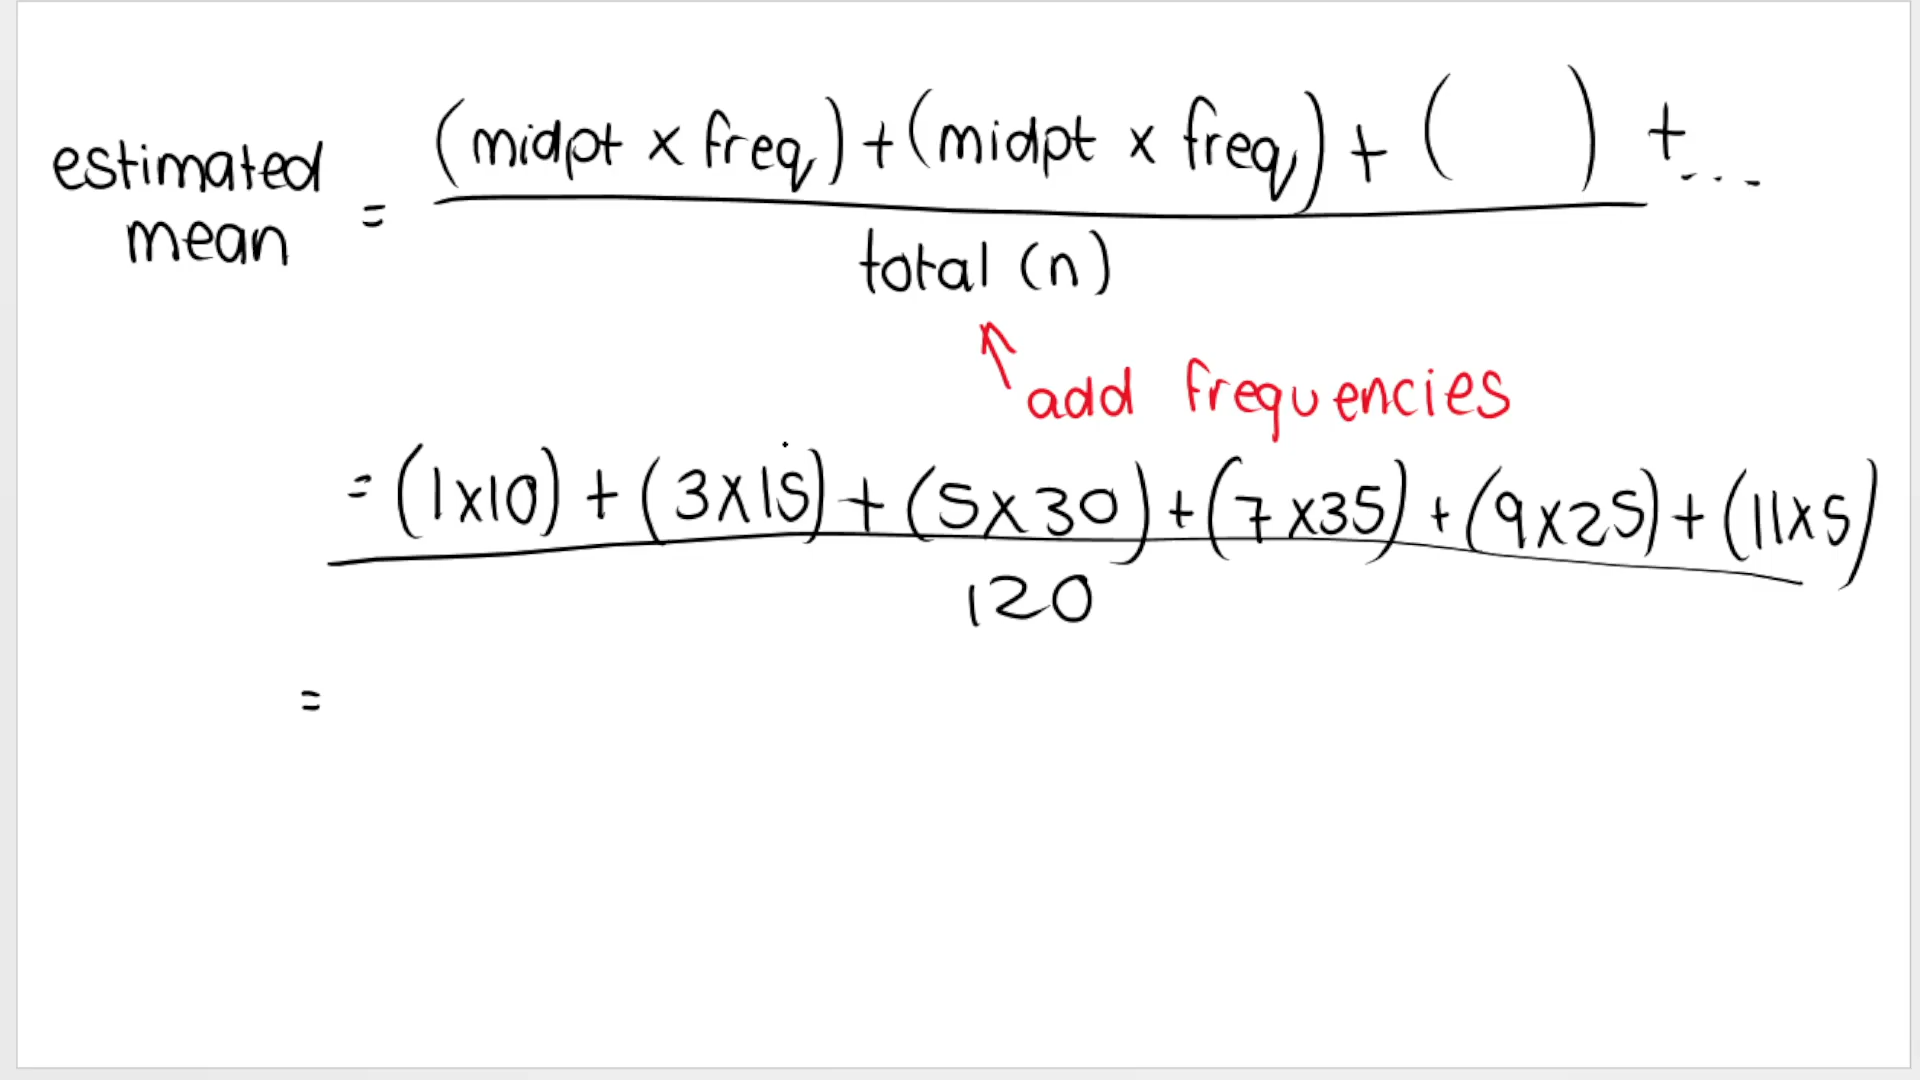 estimated mean = (midpt x freq) + (midpt x freq) + ( ) + ...
total (n)
add frequencies
= (1x10) + (3x15) + (5x30) + (7x35) + (9x25) + (11x5)
120
=